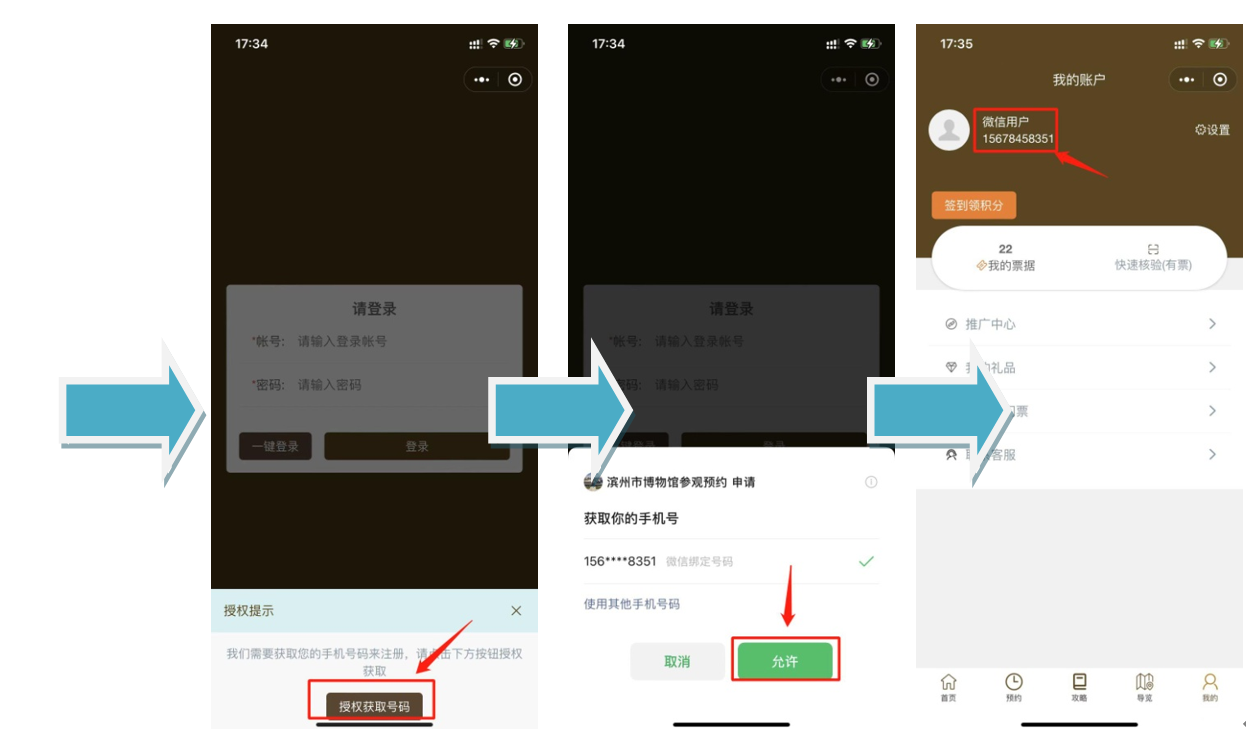 17:34
请登录
*帐号: 请输入登录帐号
*密码: 请输入密码
一键登录 登录
授权提示
我们需要获取您的手机号码来注册，请点击下方按钮授权
获取
授权获取号码
17:34
请登录
*帐号: 请输入登录帐号
密码: 请输入密码
一键登录 登录
滨州市博物馆参观预约 申请
获取你的手机号
156****8351 微信绑定号码
使用其他手机号码
取消 允许
17:35
我的账户
微信用户
15678458351
设置
签到领积分
22
我的票据 快速核验(有票)
推广中心
礼品
票
客服
首页 预约 攻略 导览 我的